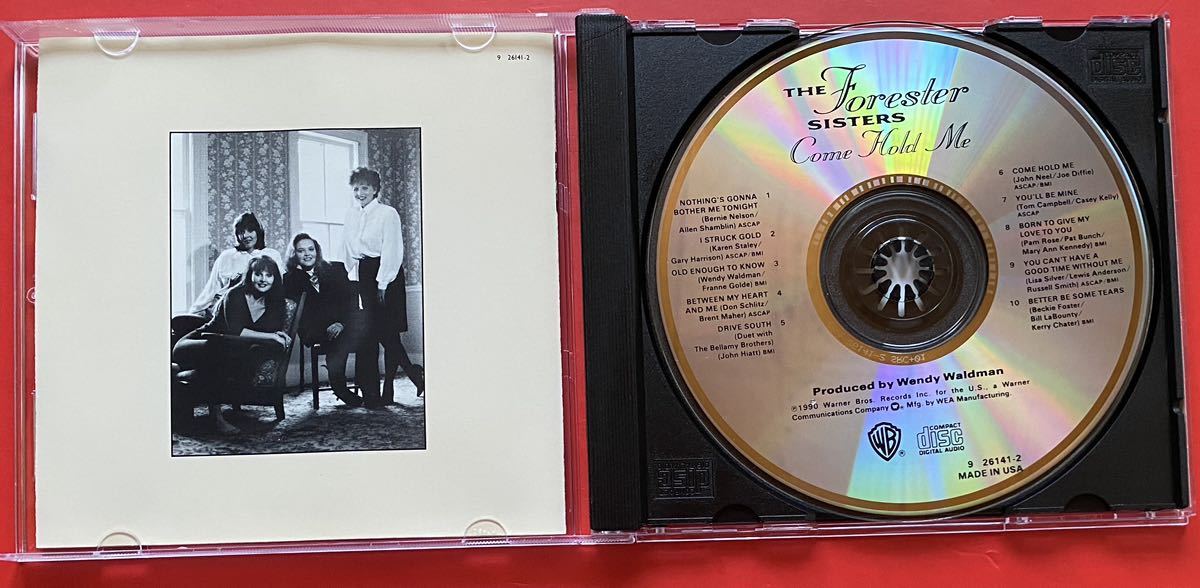 9 26141-2
THE Forester
SISTERS
Come Hold Me
NOTHING'S GONNA 1
BOTHER ME TONIGHT
(Bernie Nelson/
Allen Shamblin) ASCAP
I STRUCK GOLD 2
(Karen Staley/
Gary Harrison) ASCAP/BMI
OLD ENOUGH TO KNOW 3
(Wendy Waldman/
Franne Golde) BMI
BETWEEN MY HEART 4
AND ME (Don Schlitz/
Brent Maher) ASCAP
DRIVE SOUTH 5
(Duet with
The Bellamy Brothers)
(John Hiatt) BMI
6 COME HOLD ME
(John Neel/Joe Diffie)
ASCAP/BMI
7 YOU'LL BE MINE
(Tom Campbell/Casey Kelly)
ASCAP
8 BORN TO GIVE MY
LOVE TO YOU
(Pam Rose/Pat Bunch/
Mary Ann Kennedy) BMI
9 YOU CAN'T HAVE A
GOOD TIME WITHOUT ME
(Lisa Silver/Lewis Anderson/
Russell Smith) ASCAP/BMI
10 BETTER BE SOME TEARS
(Beckie Foster/
Bill LaBounty/
Kerry Chater) BMI
Produced by Wendy Waldman
℗1990 Warner Bros. Records Inc. for the U.S., a Warner
Communications Company. Mfg. by WEA Manufacturing.
WB
COMPACT
disc
DIGITAL AUDIO
9 26141-2
MADE IN USA